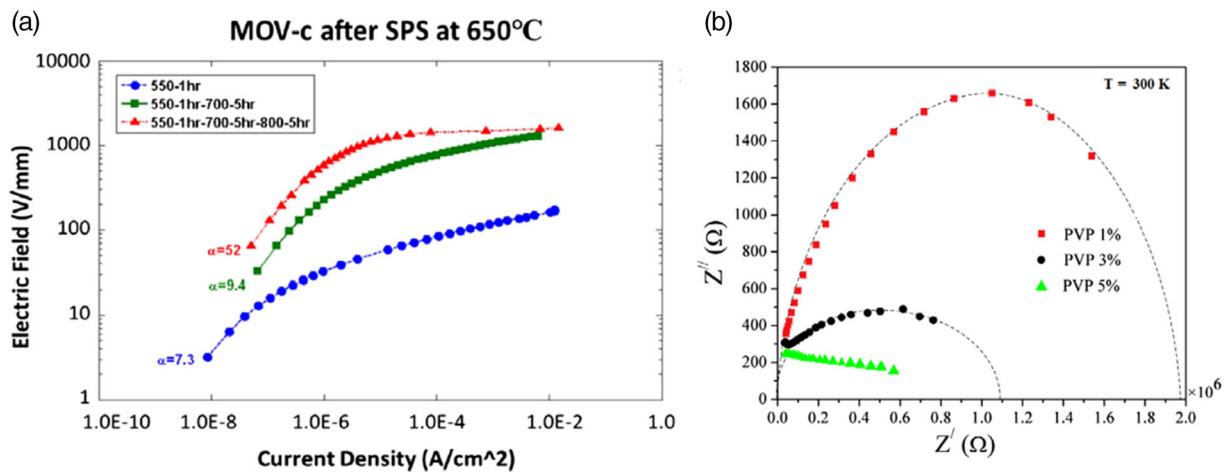 (a)
MOV-c after SPS at 650℃
10000
1000
100
10
1
Electric Field (V/mm)
550-1hr
550-1hr-700-5hr
550-1hr-700-5hr-800-5hr
α=52
α=9.4
α=7.3
1.0E-10
1.0E-8
1.0E-6
1.0E-4
1.0E-2
1.0
Current Density (A/cm^2)
(b)
T = 300 K
1800
1600
1400
1200
1000
800
600
400
200
0
Z// (Ω)
PVP 1%
PVP 3%
PVP 5%
0.0
0.2
0.4
0.6
0.8
1.0
1.2
1.4
1.6
1.8
2.0
×10⁶
Z/ (Ω)